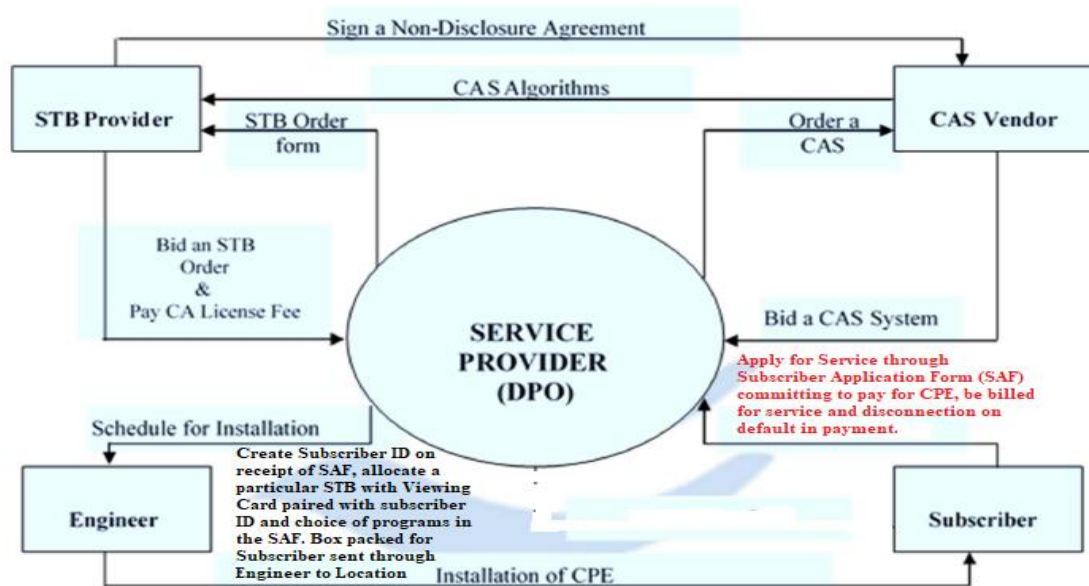 Sign a Non-Disclosure Agreement
STB Provider
CAS Algorithms
CAS Vendor
STB Order
form
Order a
CAS
Bid an STB
Order
&
Pay CA License Fee
SERVICE
PROVIDER
(DPO)
Bid a CAS System
Apply for Service through
Subscriber Application Form (SAF)
committing to pay for CPE, be billed
for service and disconnection on
default in payment.
Schedule for Installation
Create Subscriber ID on
receipt of SAF, allocate a
particular STB with Viewing
Card paired with subscriber
ID and choice of programs in
the SAF. Box packed for
Subscriber sent through
Engineer to Location
Engineer
Subscriber
Installation of CPE